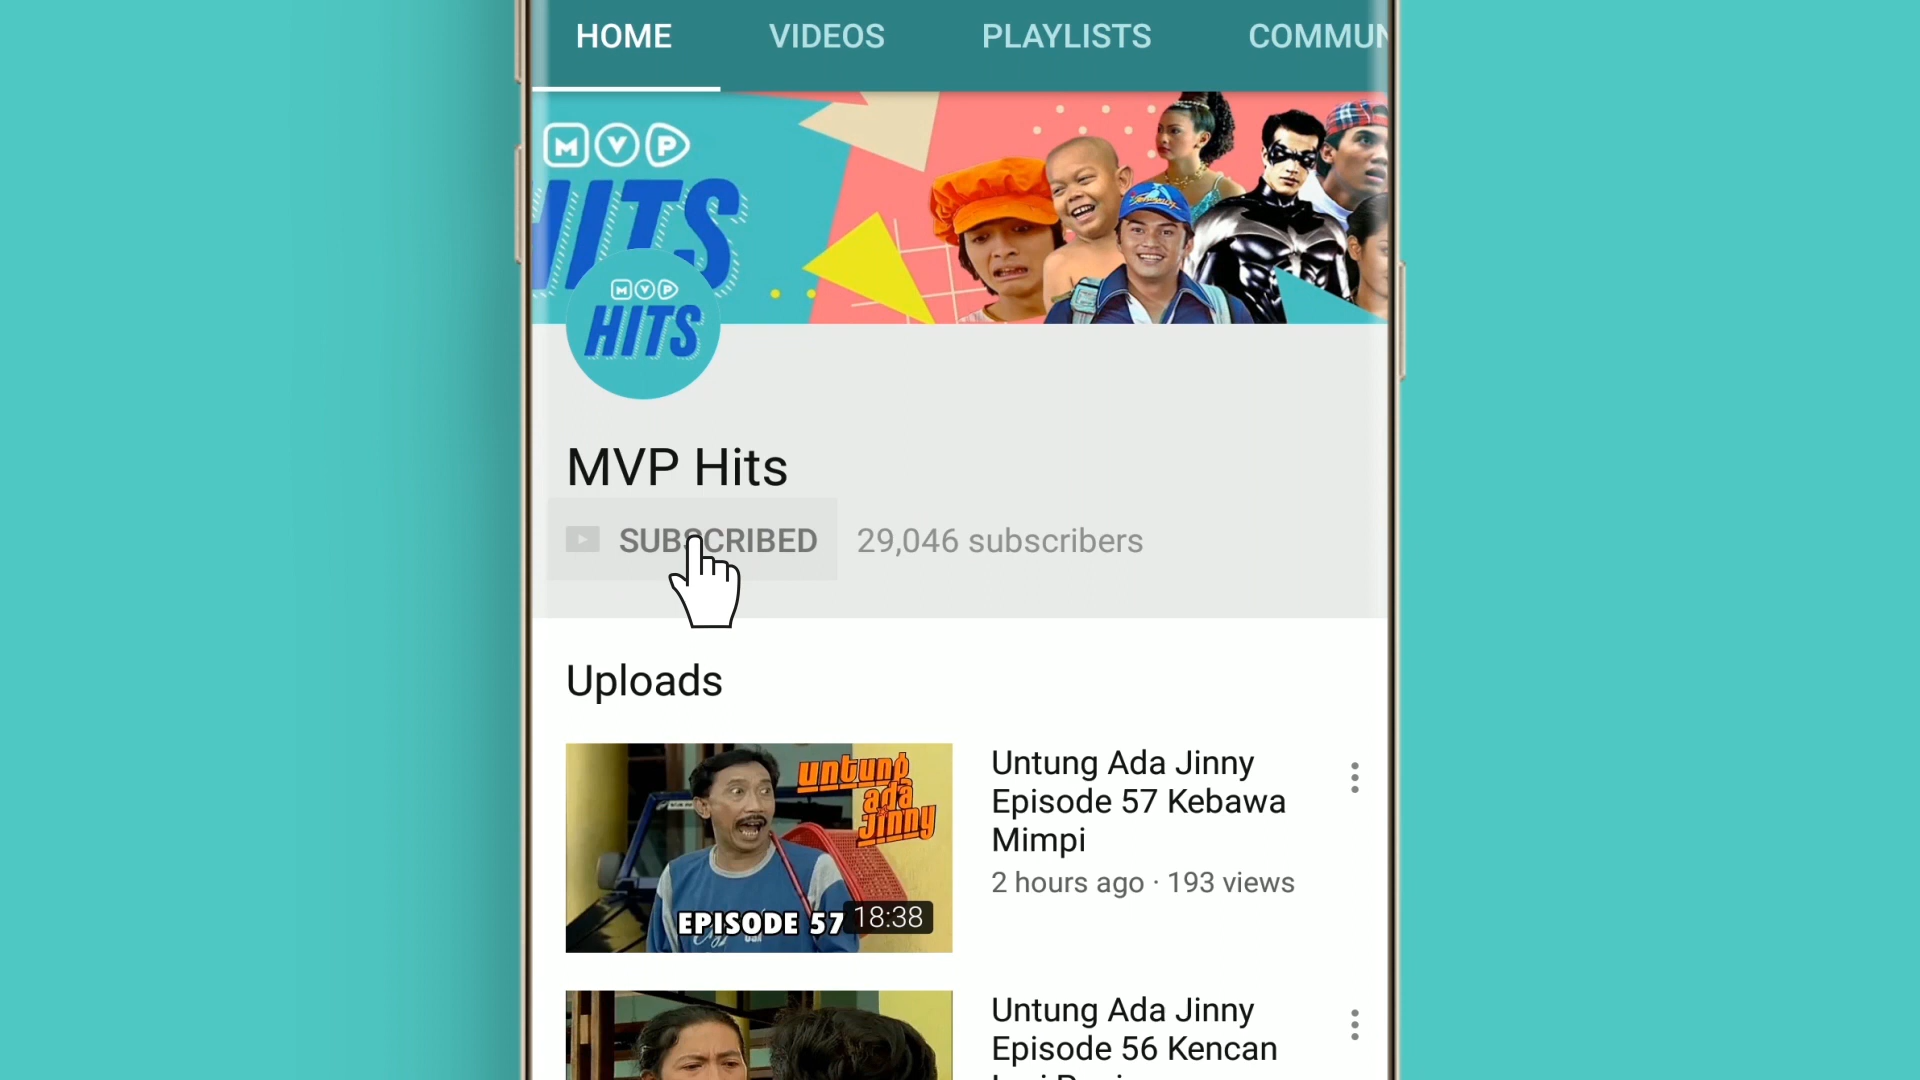 HOME VIDEOS PLAYLISTS COMMUN
MVP
HITS
MVP
HITS
MVP Hits
SUBSCRIBED 29,046 subscribers
Uploads
untung
ada
jinny
EPISODE 57
18:38
Untung Ada Jinny
Episode 57 Kebawa
Mimpi
2 hours ago · 193 views
Untung Ada Jinny
Episode 56 Kencan